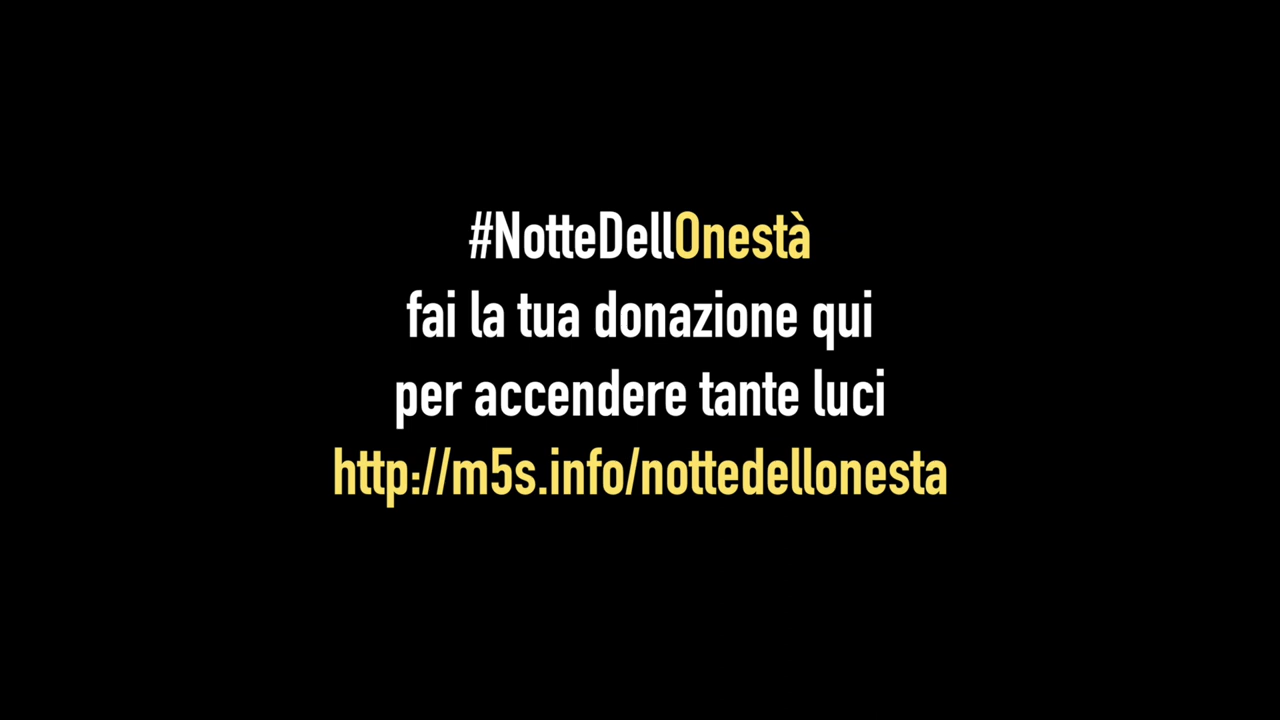 #NotteDellOnestà
fai la tua donazione qui
per accendere tante luci
http://m5s.info/nottedellonesta